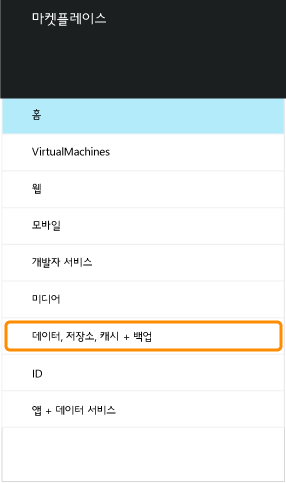 마켓플레이스
홈
VirtualMachines
웹
모바일
개발자 서비스
미디어
데이터, 저장소, 캐시 + 백업
ID
앱 + 데이터 서비스